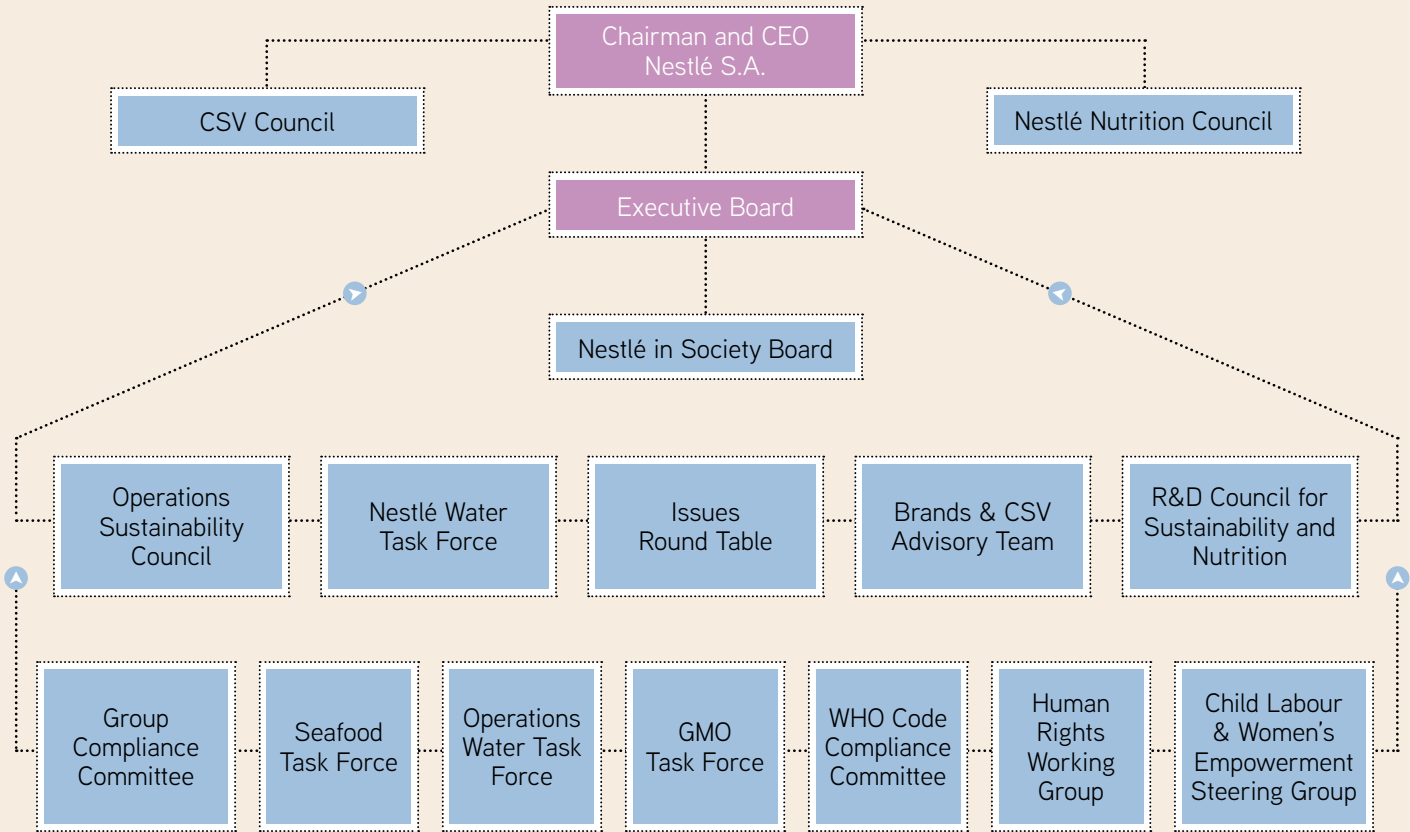 Chairman and CEO
Nestlé S.A.
CSV Council
Nestlé Nutrition Council
Executive Board
Nestlé in Society Board
Operations
Sustainability
Council
Nestlé Water
Task Force
Issues
Round Table
Brands & CSV
Advisory Team
R&D Council for
Sustainability and
Nutrition
Group
Compliance
Committee
Seafood
Task Force
Operations
Water Task
Force
GMO
Task Force
WHO Code
Compliance
Committee
Human
Rights
Working
Group
Child Labour
& Women’s
Empowerment
Steering Group